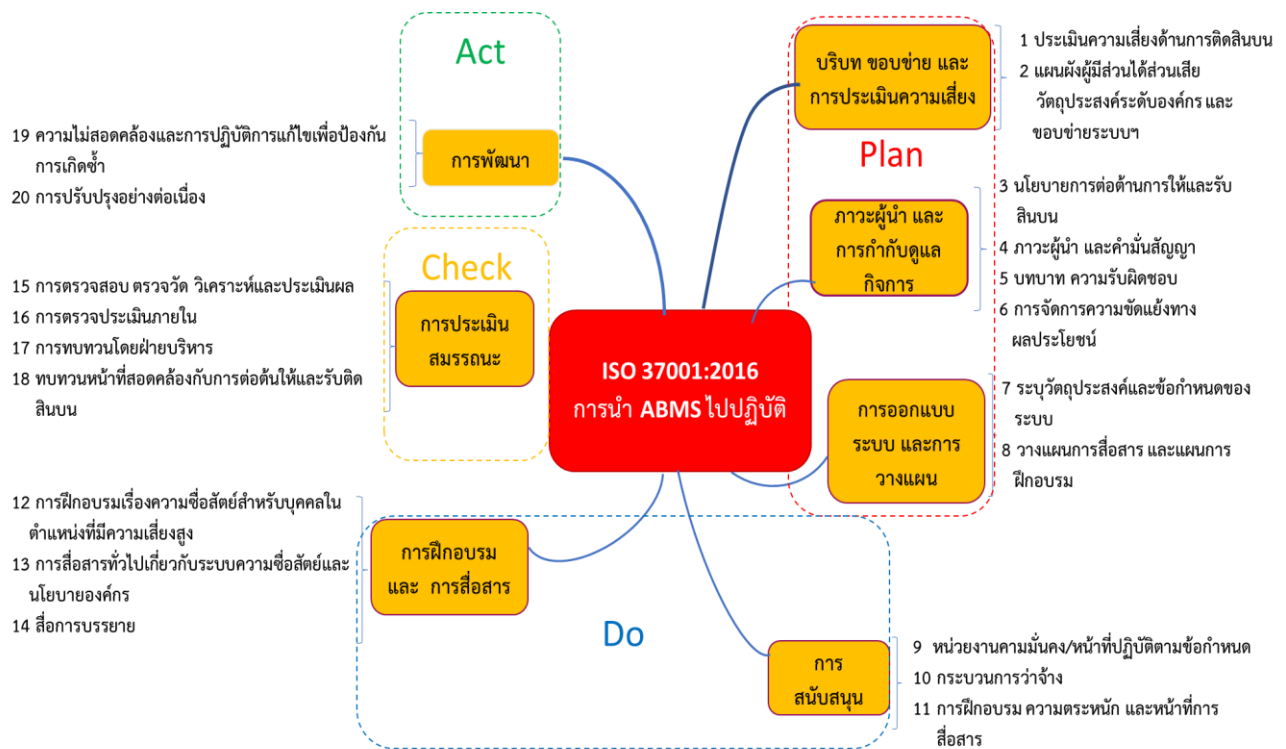 Act
การพัฒนา
19 ความไม่สอดคล้องและการปฏิบัติการแก้ไขเพื่อป้องกัน
การเกิดซ้ำ
20 การปรับปรุงอย่างต่อเนื่อง
บริบท ขอบข่าย และ
การประเมินความเสี่ยง
1 ประเมินความเสี่ยงด้านการติดสินบน
2 แผนผังผู้มีส่วนได้ส่วนเสีย
วัตถุประสงค์ระดับองค์กร และ
ขอบข่ายระบบฯ
Plan
ภาวะผู้นำ และ
การกำกับดูแล
กิจการ
3 นโยบายการต่อต้านการให้และรับ
สินบน
4 ภาวะผู้นำ และคำมั่นสัญญา
5 บทบาท ความรับผิดชอบ
6 การจัดการความขัดแย้งทาง
ผลประโยชน์
Check
การประเมิน
สมรรถนะ
15 การตรวจสอบ ตรวจวัด วิเคราะห์และประเมินผล
16 การตรวจประเมินภายใน
17 การทบทวนโดยฝ่ายบริหาร
18 ทบทวนหน้าที่สอดคล้องกับการต่อต้นให้และรับติด
สินบน
ISO 37001:2016
การนำ ABMS ไปปฏิบัติ
การออกแบบ
ระบบ และการ
วางแผน
7 ระบุวัตถุประสงค์และข้อกำหนดของ
ระบบ
8 วางแผนการสื่อสาร และแผนการ
ฝึกอบรม
12 การฝึกอบรมเรื่องความซื่อสัตย์สำหรับบุคคลใน
ตำแหน่งที่มีความเสี่ยงสูง
13 การสื่อสารทั่วไปเกี่ยวกับระบบความซื่อสัตย์และ
นโยบายองค์กร
14 สื่อการบรรยาย
การฝึกอบรม
และ การสื่อสาร
Do
การ
สนับสนุน
9 หน่วยงานคามมั่นคง/หน้าที่ปฏิบัติตามข้อกำหนด
10 กระบวนการว่าจ้าง
11 การฝึกอบรม ความตระหนัก และหน้าที่การ
สื่อสาร